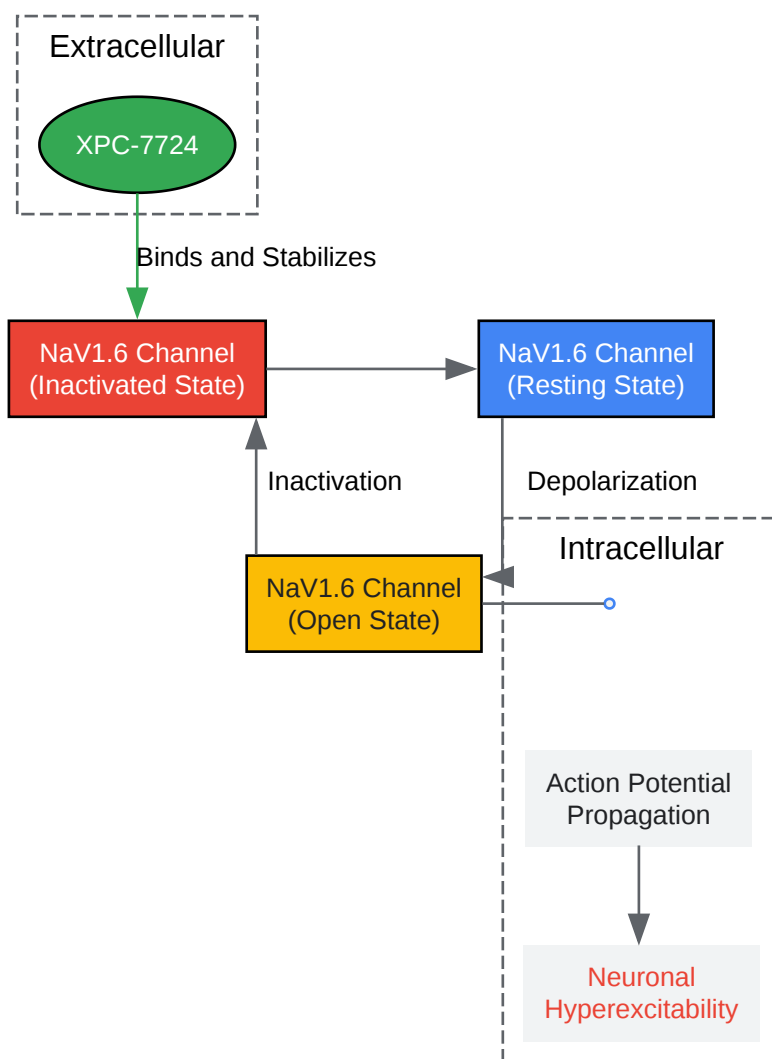 Extracellular
XPC-7724
Binds and Stabilizes
NaV1.6 Channel
(Inactivated State)
NaV1.6 Channel
(Resting State)
Inactivation
Depolarization
Intracellular
NaV1.6 Channel
(Open State)
Action Potential
Propagation
Neuronal
Hyperexcitability